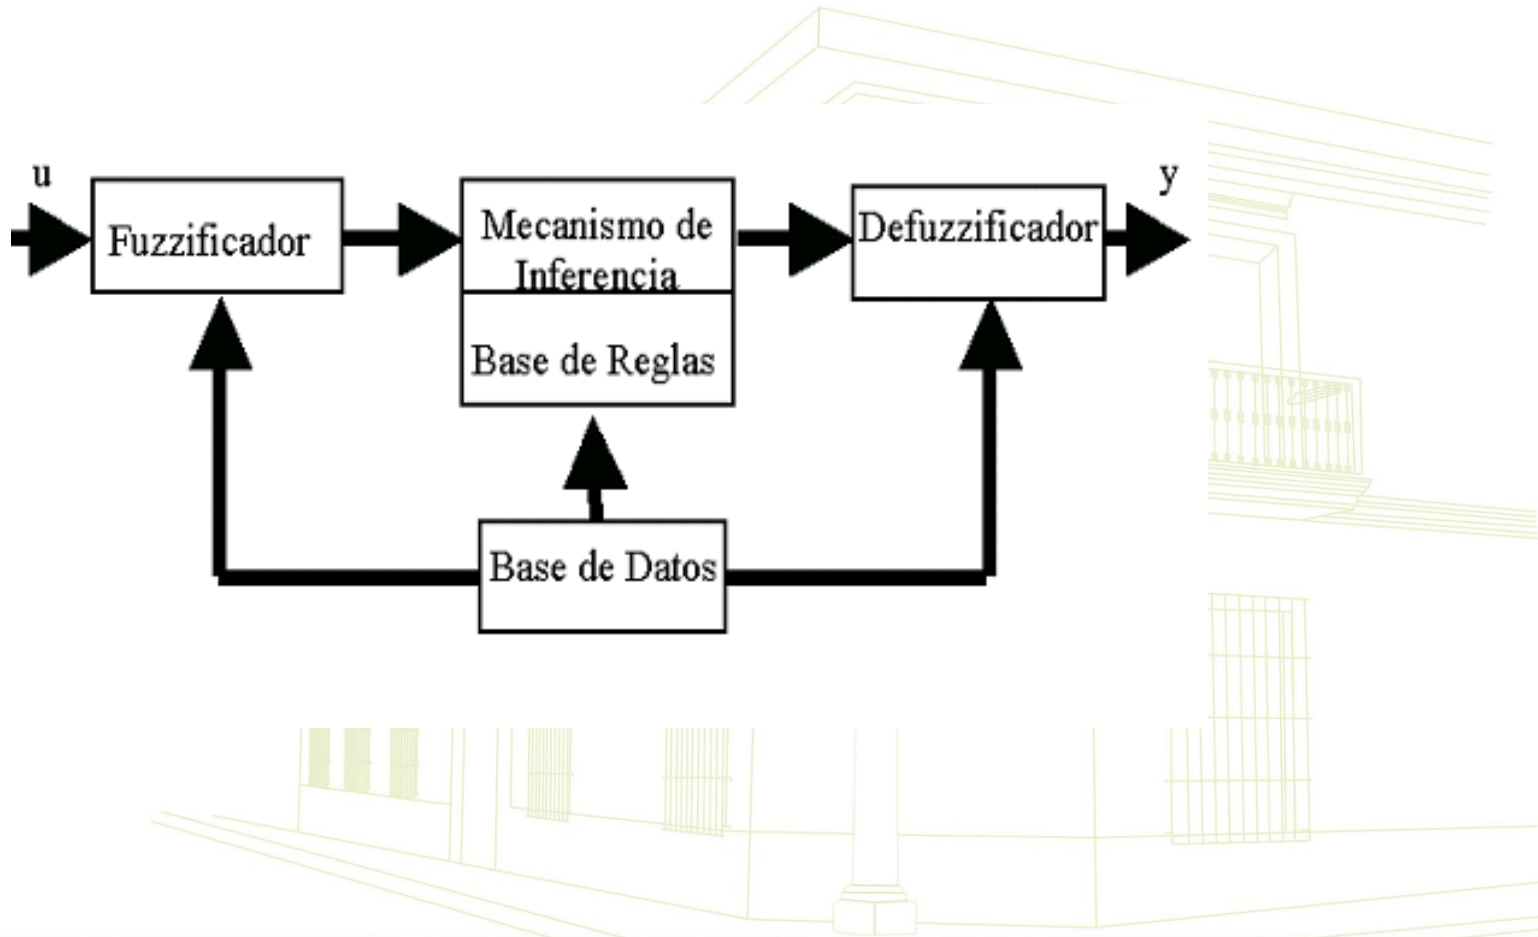 u
y
Fuzzificador
Mecanismo de
Inferencia
Base de Reglas
Defuzzificador
Base de Datos